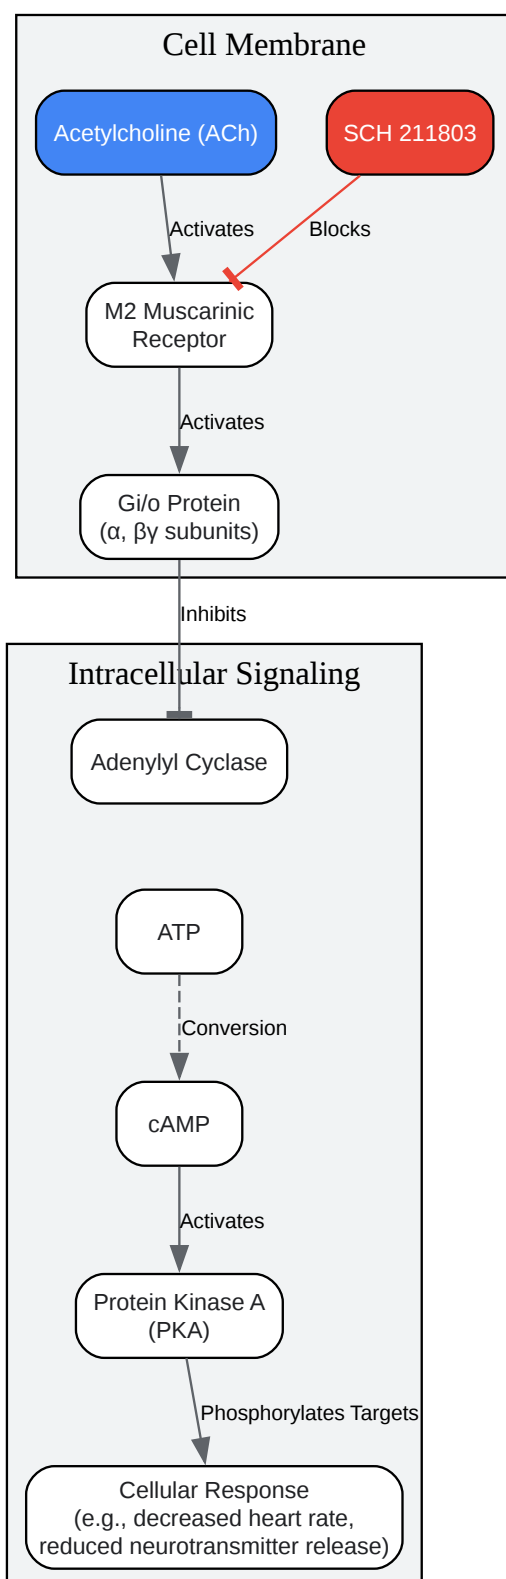 Cell Membrane
Acetylcholine (ACh)
SCH 211803
Activates
Blocks
M2 Muscarinic
Receptor
Activates
Gi/o Protein
(α, βγ subunits)
Inhibits
Intracellular Signaling
Adenylyl Cyclase
ATP
Conversion
cAMP
Activates
Protein Kinase A
(PKA)
Phosphorylates Targets
Cellular Response
(e.g., decreased heart rate,
reduced neurotransmitter release)